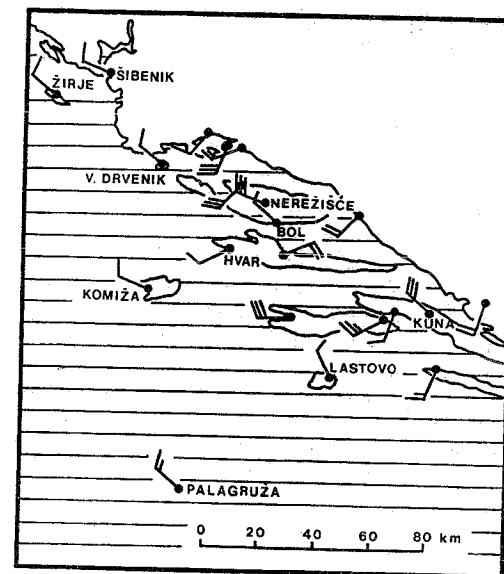 ŠIBENIK
ŽIRJE
V. DRVENIK
NEREŽIŠĆE
BOL
HVAR
KOMIŽA
KUNA
LASTOVO
PALAGRUŽA
0 20 40 60 80 km